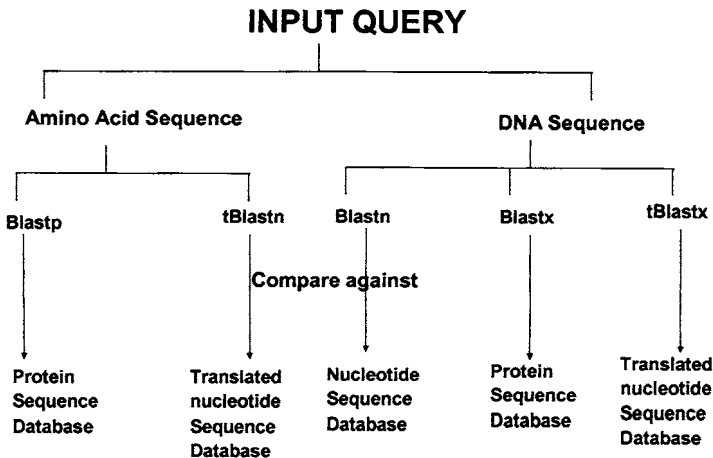 INPUT QUERY
Amino Acid Sequence
DNA Sequence
Blastp
tBlastn
Blastn
Blastx
tBlastx
Compare against
Protein
Sequence
Database
Translated
nucleotide
Sequence
Database
Nucleotide
Sequence
Database
Protein
Sequence
Database
Translated
nucleotide
Sequence
Database